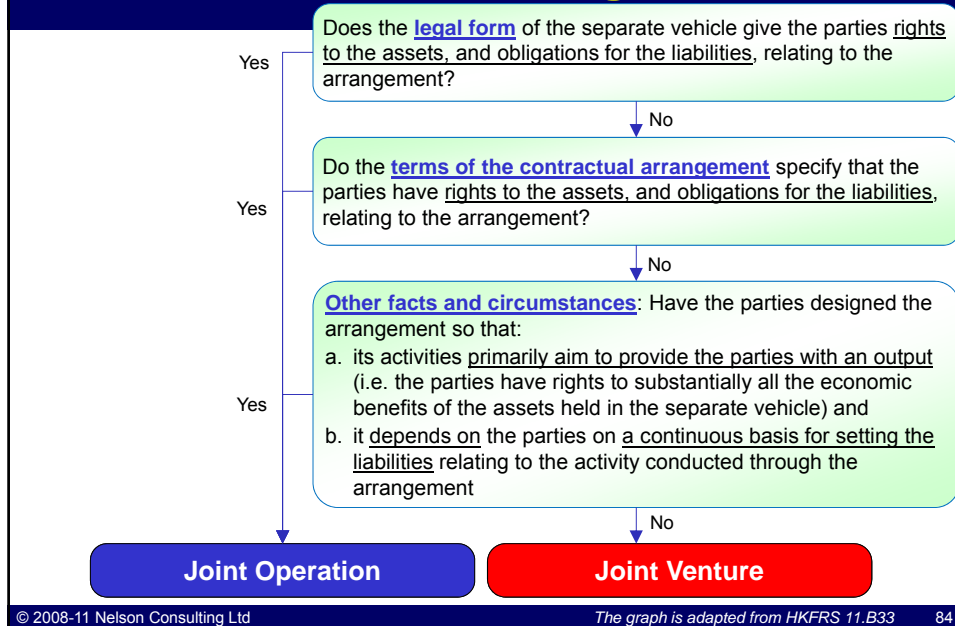 Does the legal form of the separate vehicle give the parties rights
to the assets, and obligations for the liabilities, relating to the
arrangement?
Yes
No
Do the terms of the contractual arrangement specify that the
parties have rights to the assets, and obligations for the liabilities,
relating to the arrangement?
Yes
No
Other facts and circumstances: Have the parties designed the
arrangement so that:
a. its activities primarily aim to provide the parties with an output
(i.e. the parties have rights to substantially all the economic
benefits of the assets held in the separate vehicle) and
b. it depends on the parties on a continuous basis for setting the
liabilities relating to the activity conducted through the
arrangement
Yes
No
Joint Operation
Joint Venture
© 2008-11 Nelson Consulting Ltd
The graph is adapted from HKFRS 11.B33
84